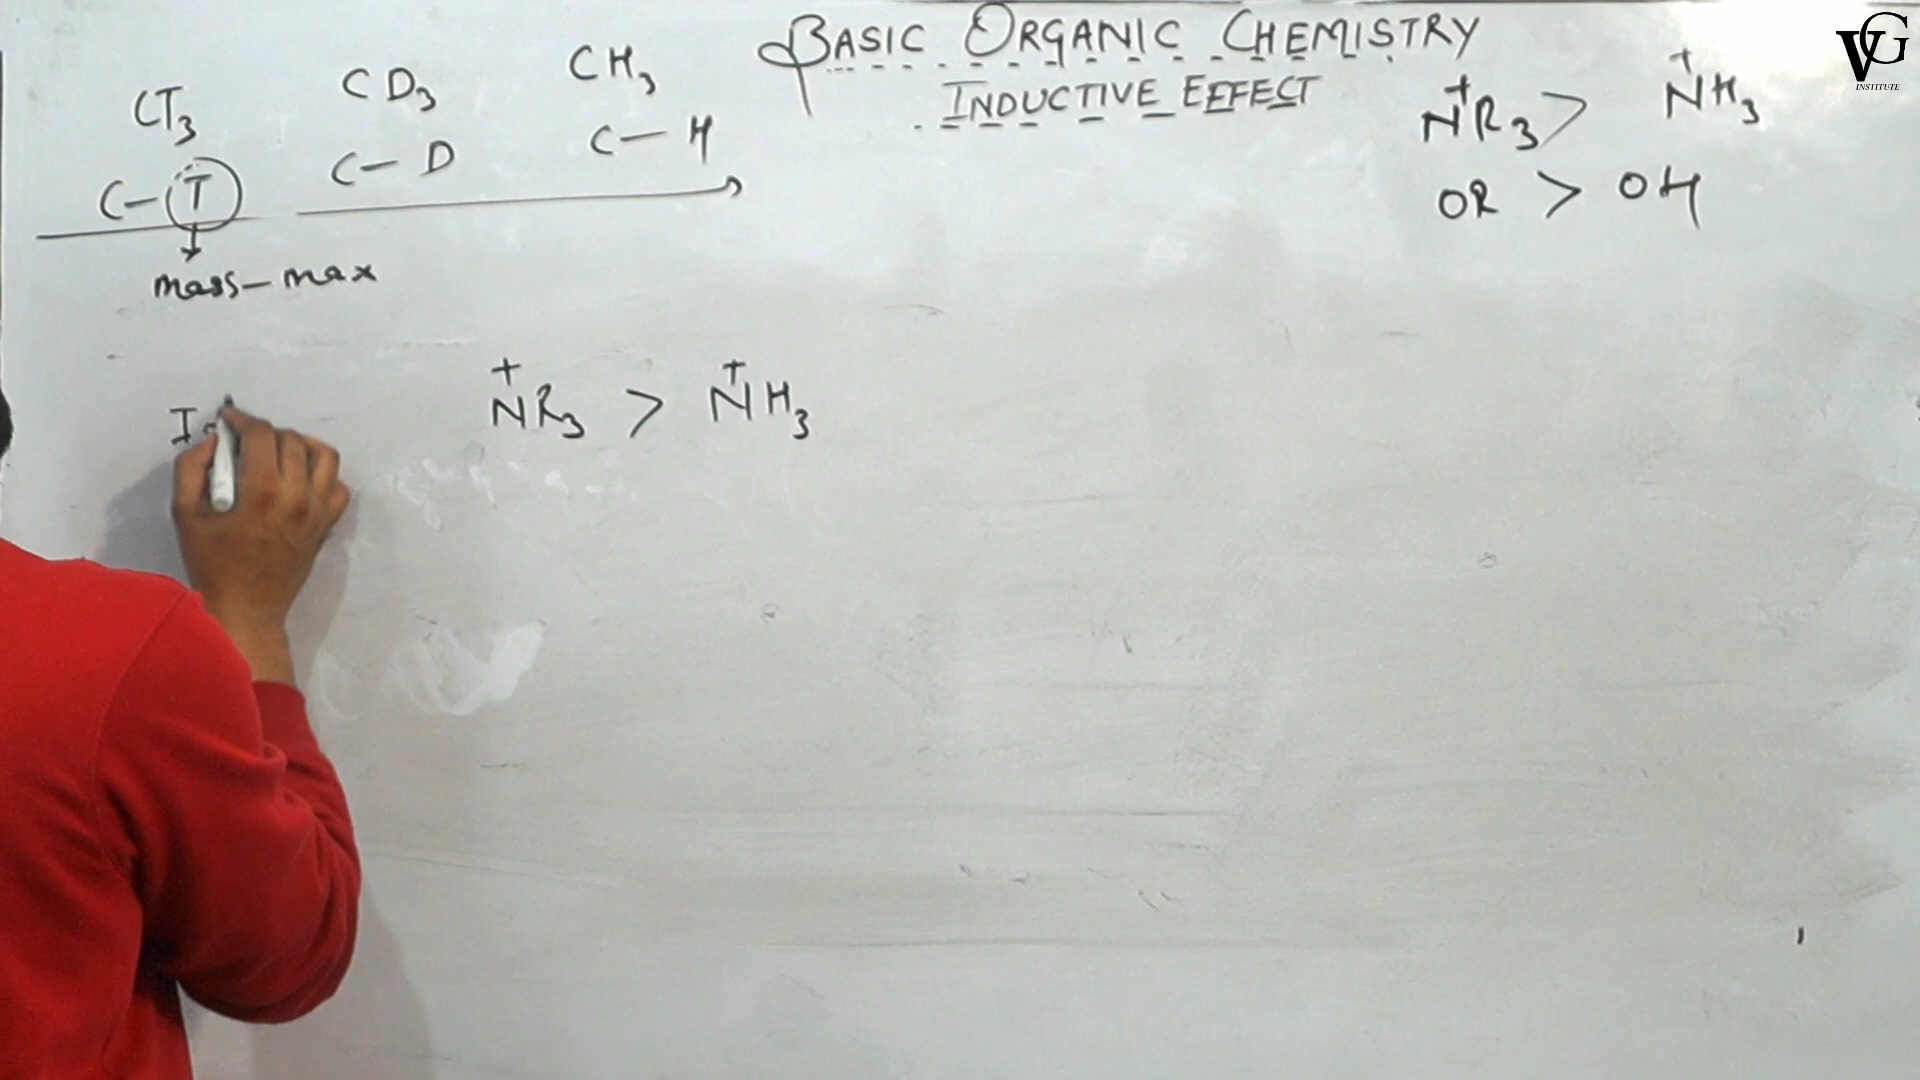 BASIC ORGANIC CHEMISTRY
INDUCTIVE EFFECT
VG
INSTITUTE
CT₃ CD₃ CH₃
C–T C–D C–H
mass–max
N⁺R₃ > N⁺H₃
OR > OH
N⁺R₃ > N⁺H₃